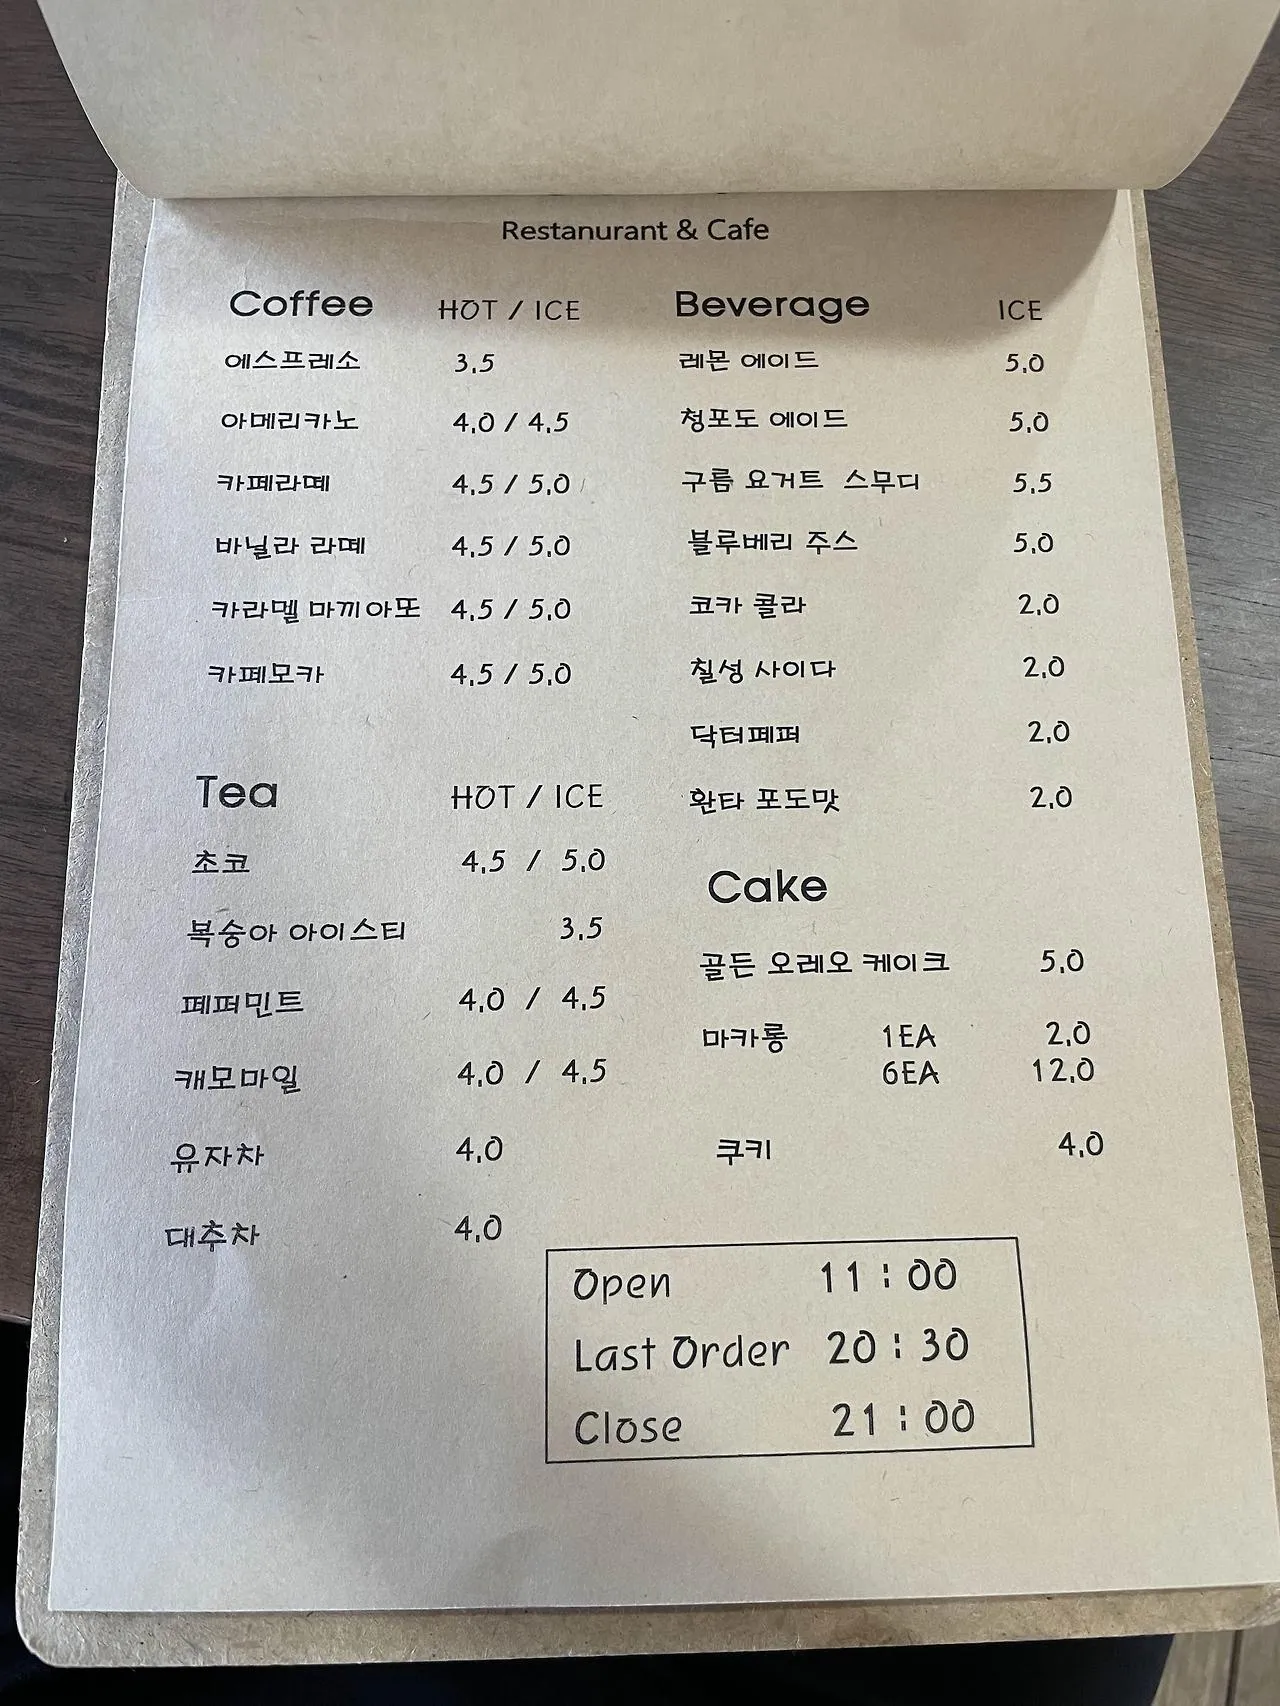 Restanurant & Cafe
Coffee HOT / ICE
에스프레소 3.5
아메리카노 4.0 / 4.5
카페라떼 4.5 / 5.0
바닐라 라떼 4.5 / 5.0
카라멜 마끼아또 4.5 / 5.0
카페모카 4.5 / 5.0
Tea HOT / ICE
초코 4.5 / 5.0
복숭아 아이스티 3.5
페퍼민트 4.0 / 4.5
캐모마일 4.0 / 4.5
유자차 4.0
대추차 4.0
Beverage ICE
레몬 에이드 5.0
청포도 에이드 5.0
구름 요거트 스무디 5.5
블루베리 주스 5.0
코카 콜라 2.0
칠성 사이다 2.0
닥터페퍼 2.0
환타 포도맛 2.0
Cake
골든 오레오 케이크 5.0
마카롱 1EA 2.0
6EA 12.0
쿠키 4.0
Open 11:00
Last Order 20:30
Close 21:00